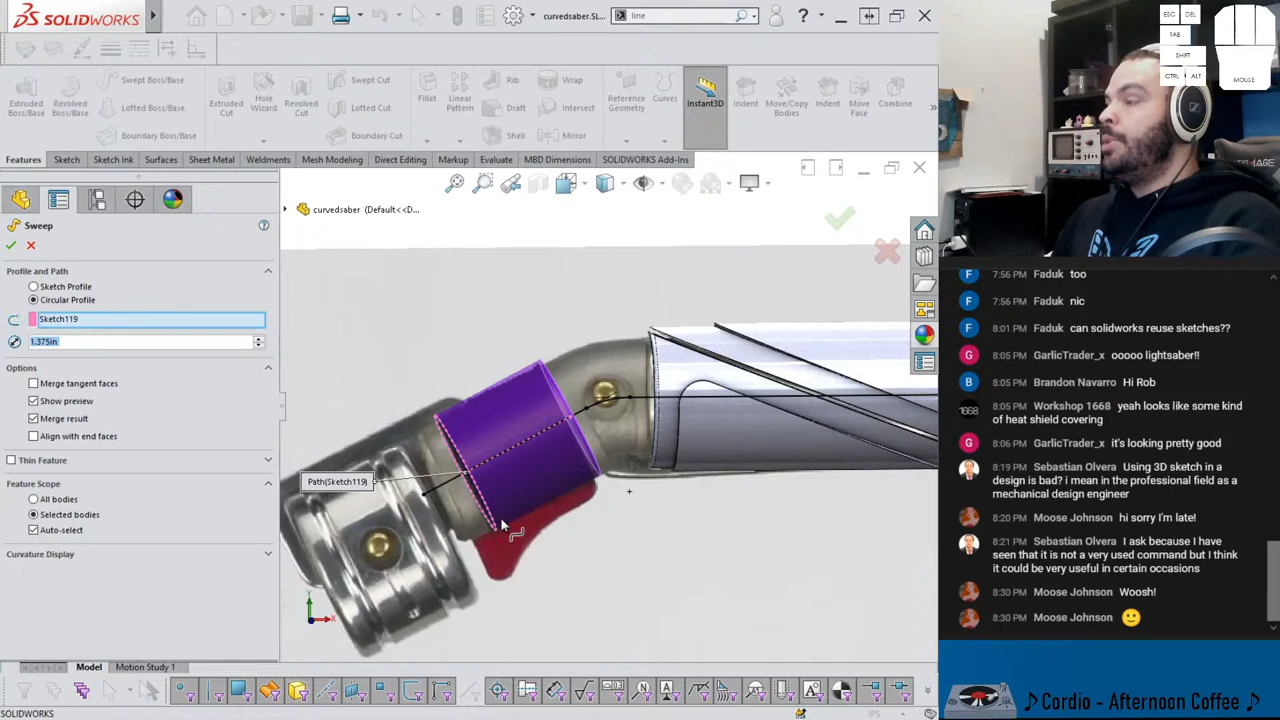 SOLIDWORKS
curvedsaber.SL...
line
Extruded Boss/Base
Revolved Boss/Base
Swept Boss/Base
Lofted Boss/Base
Boundary Boss/Base
Extruded Cut
Hole Wizard
Revolved Cut
Swept Cut
Lofted Cut
Boundary Cut
Fillet
Linear Pattern
Rib
Draft
Shell
Wrap
Intersect
Mirror
Reference Geometry
Curves
Instant3D
Indent
Move/Copy Bodies
Indent
Move Face
Combine
Features
Sketch
Sketch Ink
Surfaces
Sheet Metal
Weldments
Mesh Modeling
Direct Editing
Markup
Evaluate
MBD Dimensions
SOLIDWORKS Add-Ins
curvedsaber (Default<<D...
Sweep
Profile and Path
Sketch Profile
Circular Profile
Sketch119
1.375in
Options
Merge tangent faces
Show preview
Merge result
Align with end faces
Thin Feature
Feature Scope
All bodies
Selected bodies
Auto-select
Curvature Display
Path(Sketch119)
Y
X
Model
Motion Study 1
SOLIDWORKS
IPS
ESC
DEL
TAB
SHIFT
CTRL
ALT
MOUSE
F 7:56 PM Faduk too
F 7:56 PM Faduk nic
F 8:01 PM Faduk can solidworks reuse sketches??
G 8:05 PM GarlicTrader_x ooooo lightsaber!!
B 8:05 PM Brandon Navarro Hi Rob
1668 8:05 PM Workshop 1668 yeah looks like some kind
of heat shield covering
G 8:06 PM GarlicTrader_x it's looking pretty good
8:19 PM Sebastian Olvera Using 3D sketch in a
design is bad? i mean in the professional field as a
mechanical design engineer
8:20 PM Moose Johnson hi sorry I'm late!
8:21 PM Sebastian Olvera I ask because I have
seen that it is not a very used command but I think
it could be very useful in certain occasions
8:30 PM Moose Johnson Woosh!
8:30 PM Moose Johnson 🙂
♪ Cordio - Afternoon Coffee ♪